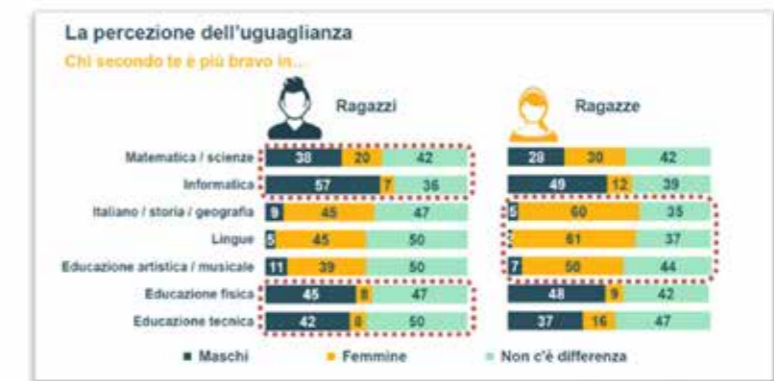 La percezione dell'uguaglianza
Chi secondo te è più bravo in...
Ragazzi Ragazze
Matematica / scienze 38 20 42 28 30 42
Informatica 57 7 36 49 12 39
Italiano / storia / geografia 9 45 47 5 60 35
Lingue 5 45 50 61 37
Educazione artistica / musicale 11 39 50 7 50 44
Educazione fisica 45 8 47 48 9 42
Educazione tecnica 42 8 50 37 16 47
Maschi Femmine Non c'è differenza